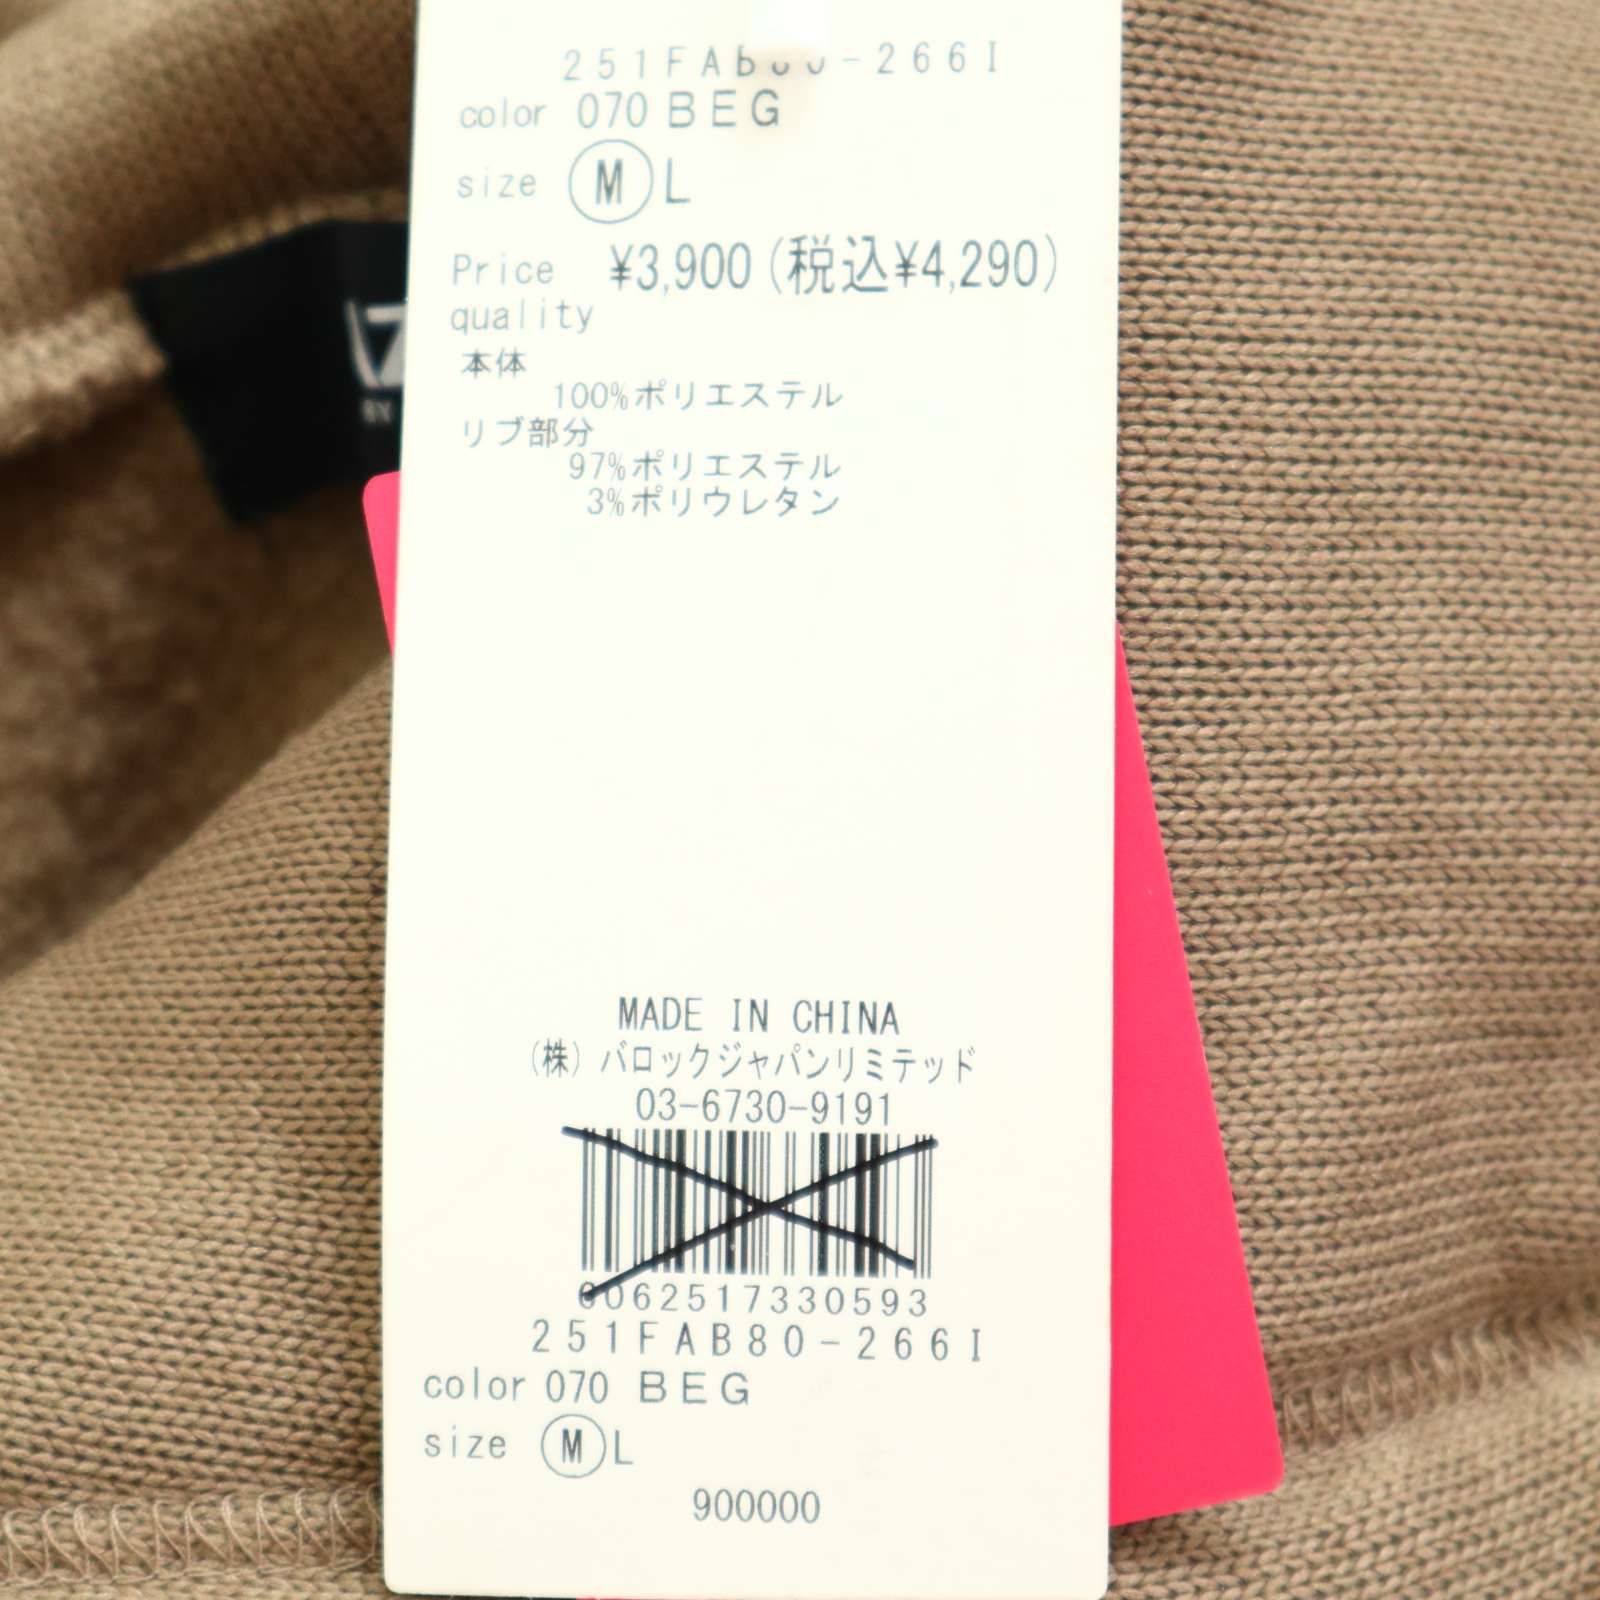 251FAB80-266I
color 070 BEG
size M L
Price ¥3,900(税込¥4,290)
quality
本体
100%ポリエステル
リブ部分
97%ポリエステル
3%ポリウレタン
MADE IN CHINA
(株)バロックジャパンリミテッド
03-6730-9191
0062517330593
251FAB80-266I
color 070 BEG
size M L
900000